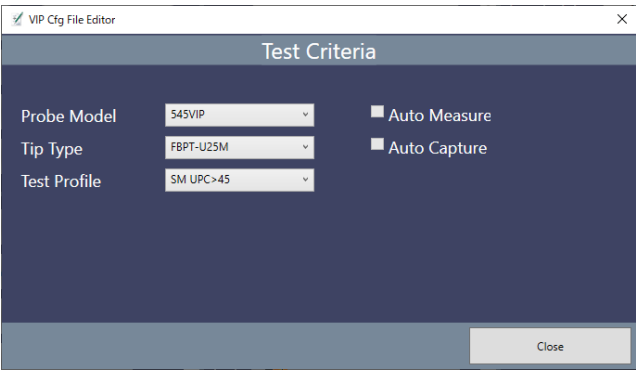 VIP Cfg File Editor
Test Criteria
Probe Model 545VIP Auto Measure
Tip Type FBPT-U25M Auto Capture
Test Profile SM UPC>45
Close